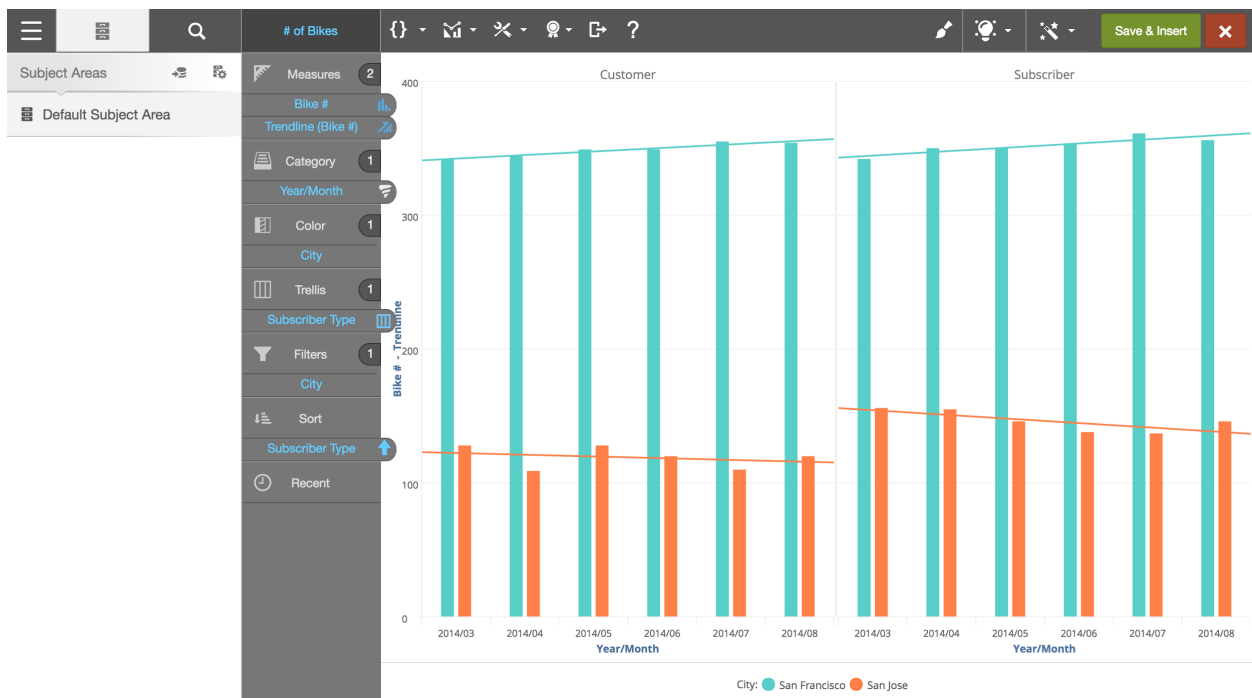 # of Bikes
{}
?
Save & Insert
Subject Areas
Default Subject Area
Measures 2
Bike #
Trendline (Bike #)
Category 1
Year/Month
Color 1
City
Trellis 1
Subscriber Type
Filters 1
City
Sort
Subscriber Type
Recent
Customer
Subscriber
400
300
200
100
0
Bike # - Trendline
2014/03 2014/04 2014/05 2014/06 2014/07 2014/08 2014/03 2014/04 2014/05 2014/06 2014/07 2014/08
Year/Month
Year/Month
City: San Francisco San Jose